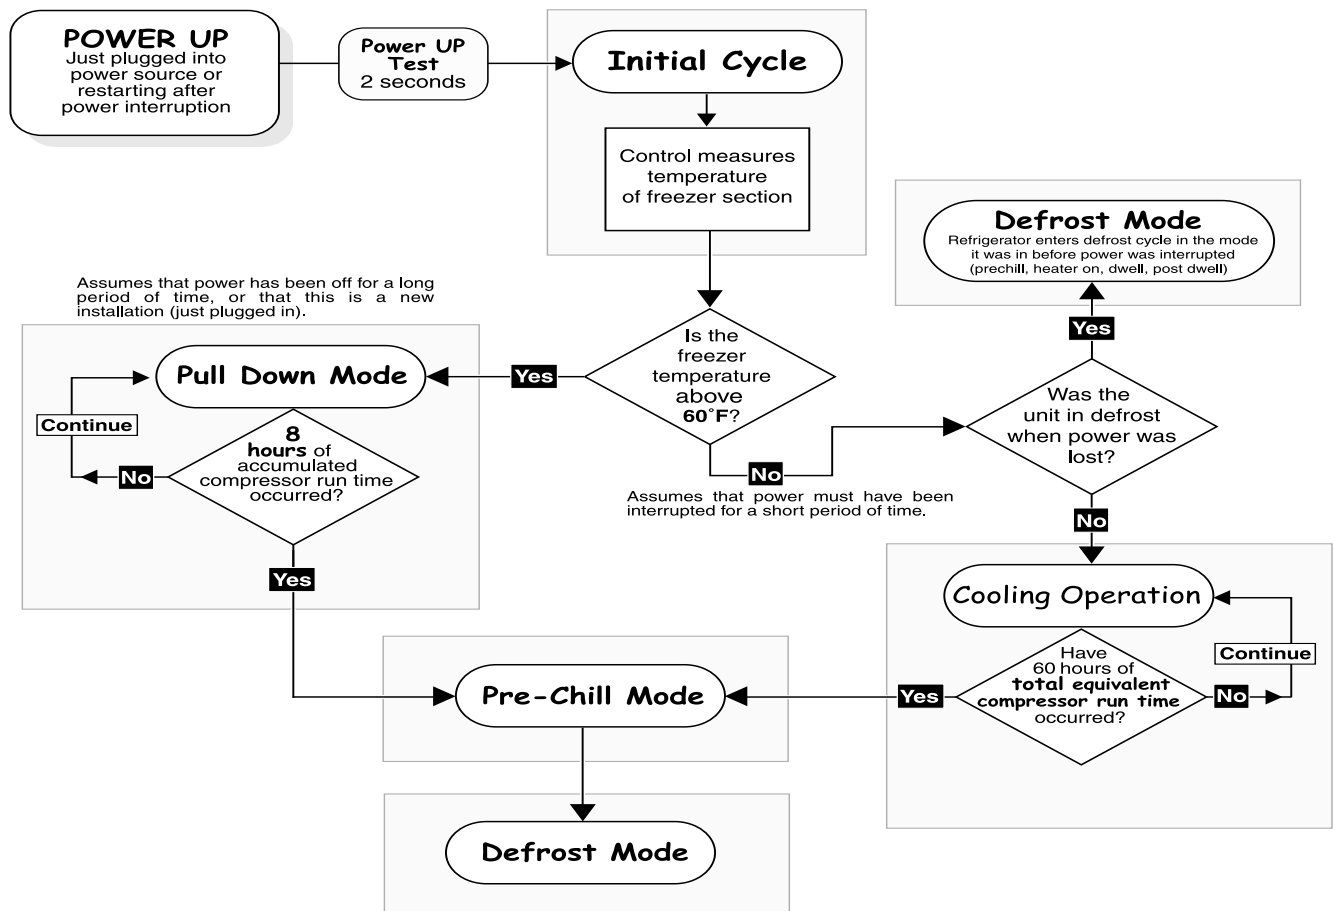 POWER UP
Just plugged into
power source or
restarting after
power interruption
Power UP
Test
2 seconds
Initial Cycle
Control measures
temperature
of freezer section
Defrost Mode
Refrigerator enters defrost cycle in the mode
it was in before power was interrupted
(prechill, heater on, dwell, post dwell)
Assumes that power has been off for a long
period of time, or that this is a new
installation (just plugged in).
Is the
freezer
temperature
above
60˚F?
Yes
Yes
Pull Down Mode
Continue
8
hours of
accumulated
compressor run time
occurred?
No
Yes
No
Assumes that power must have been
interrupted for a short period of time.
Was the
unit in defrost
when power was
lost?
No
Cooling Operation
Continue
Have
60 hours of
total equivalent
compressor run time
occurred?
No
Yes
Pre-Chill Mode
Defrost Mode